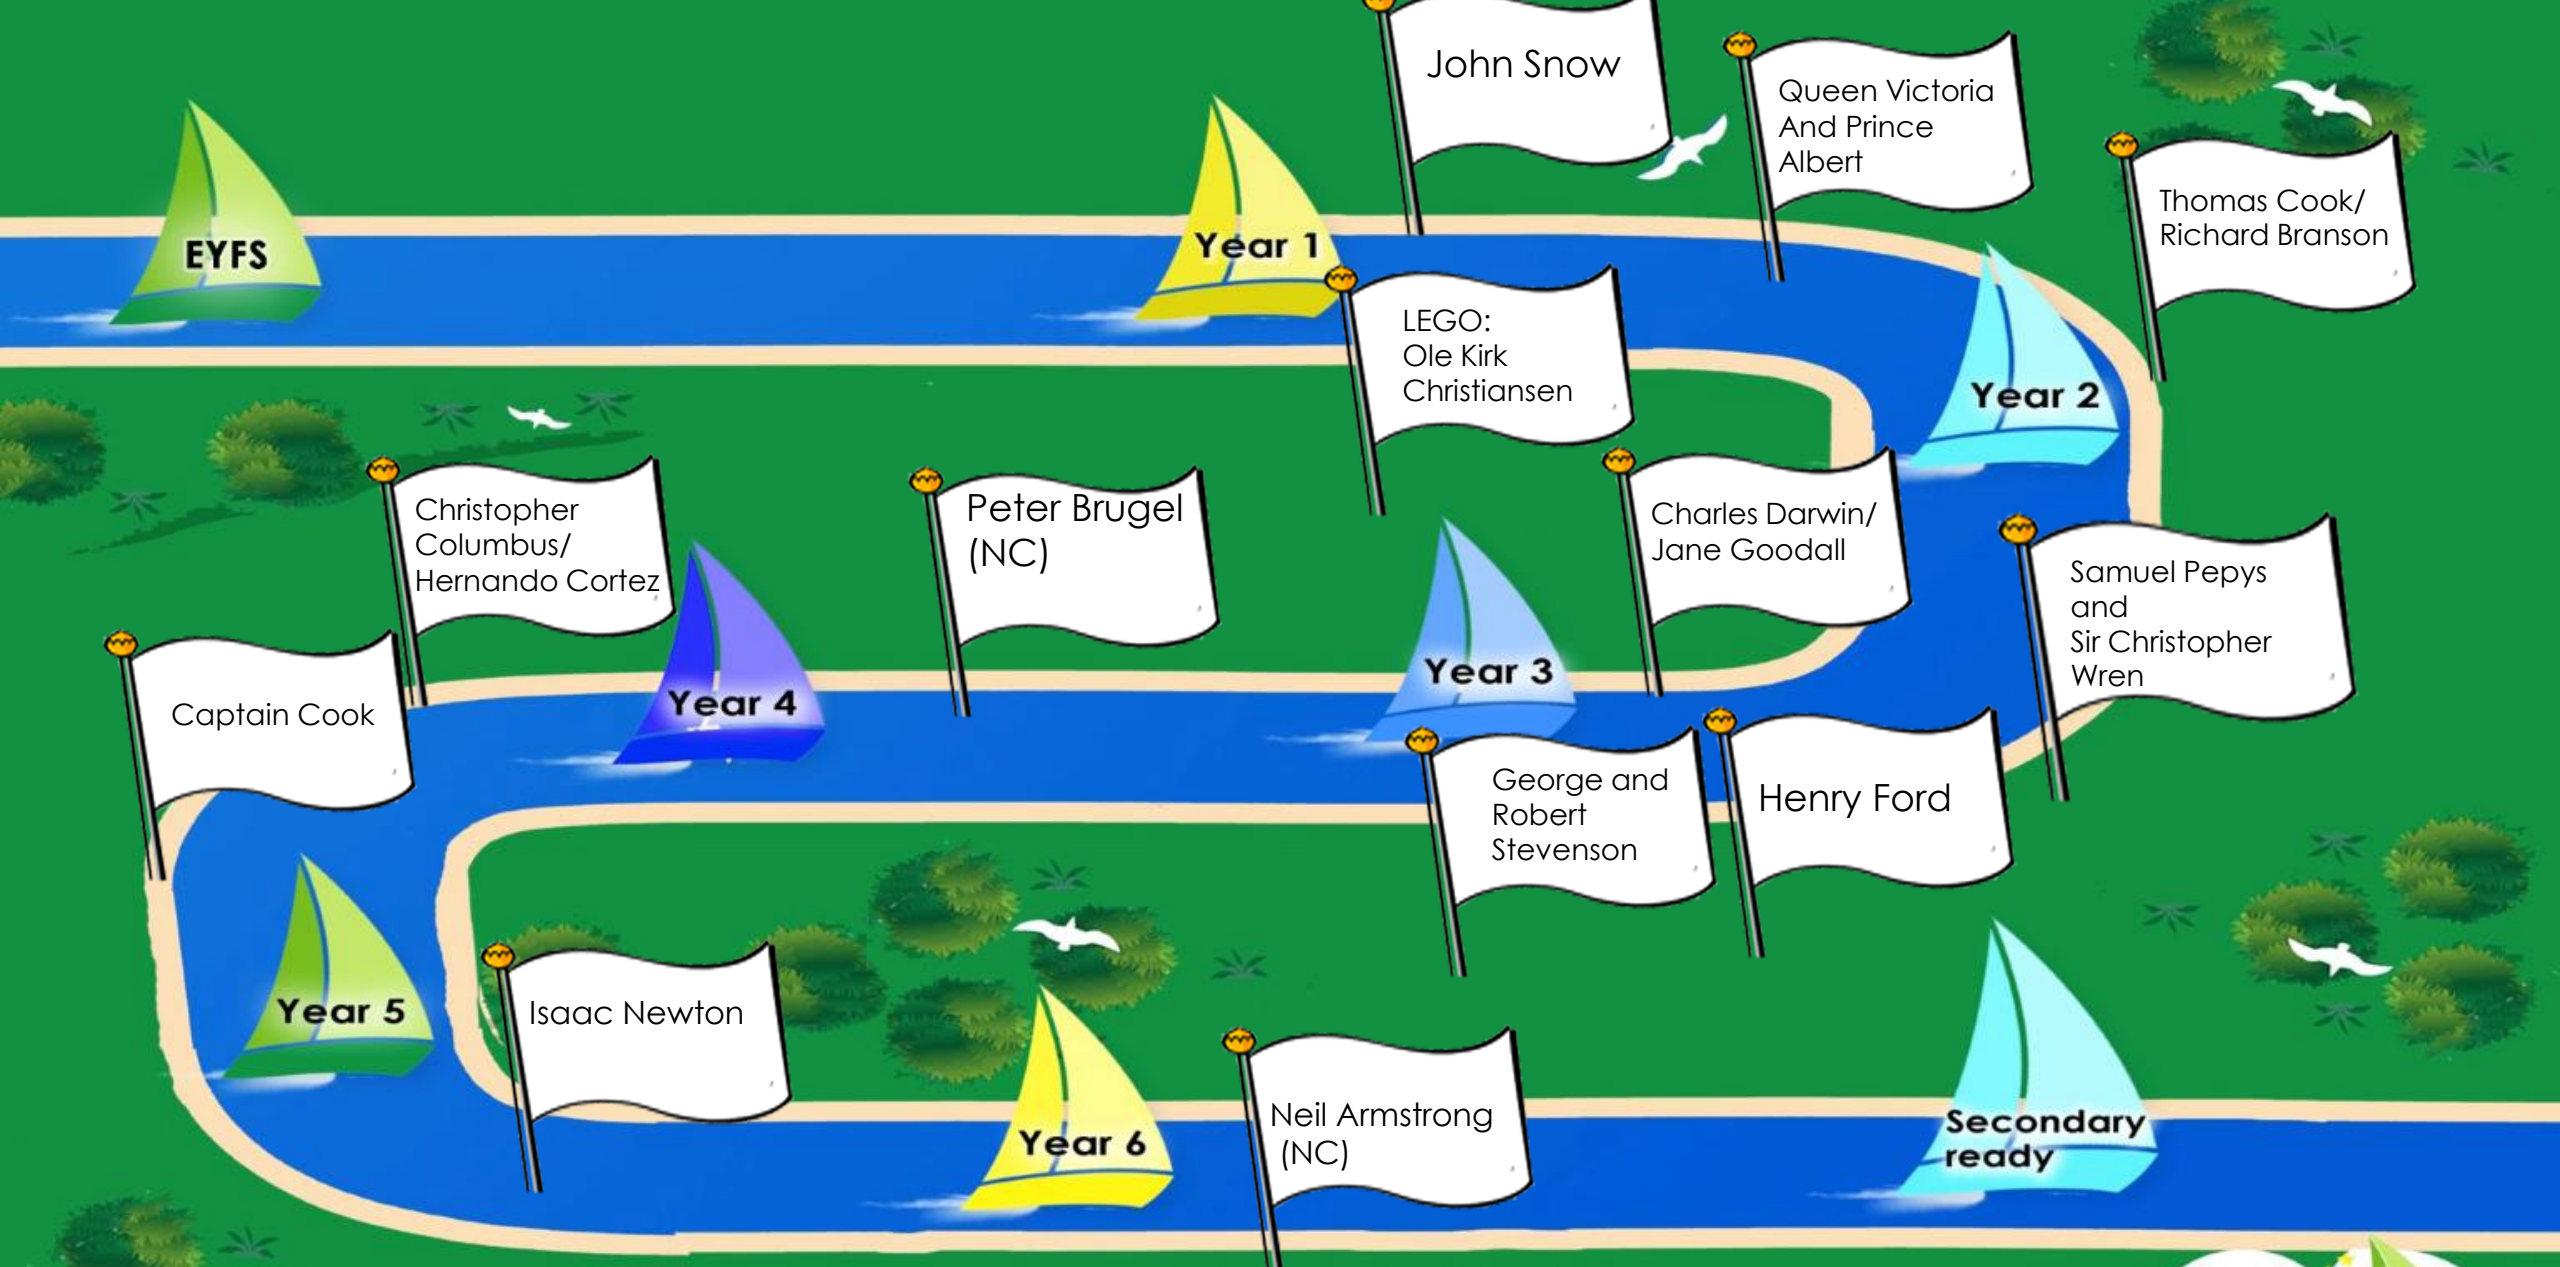 John Snow
Queen Victoria
And Prince
Albert
Thomas Cook/
Richard Branson
EYFS
Year 1
LEGO:
Ole Kirk
Christiansen
Year 2
Christopher
Columbus/
Hernando Cortez
Peter Brugel
(NC)
Charles Darwin/
Jane Goodall
Samuel Pepys
and
Sir Christopher
Wren
Captain Cook
Year 4
Year 3
George and
Robert
Stevenson
Henry Ford
Year 5
Isaac Newton
Year 6
Neil Armstrong
(NC)
Secondary
ready